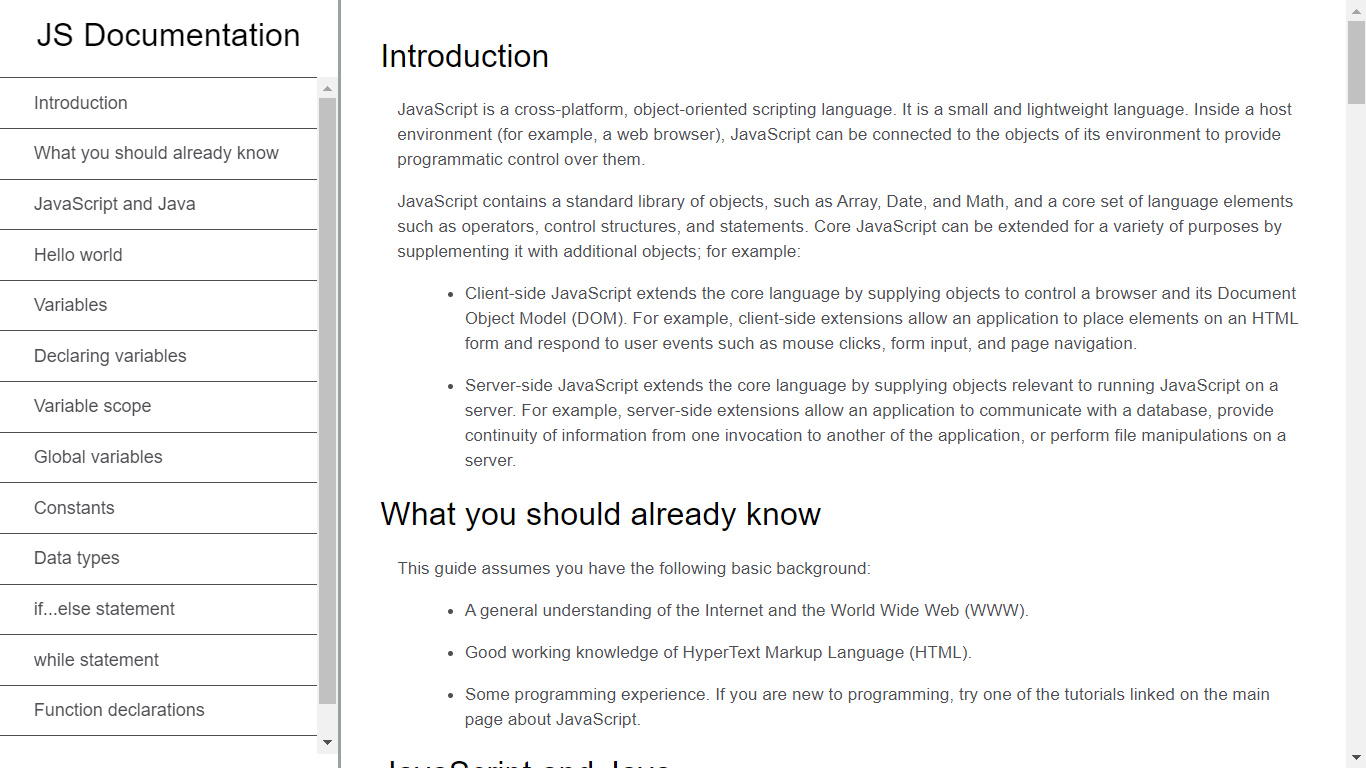 JS Documentation
Introduction
What you should already know
JavaScript and Java
Hello world
Variables
Declaring variables
Variable scope
Global variables
Constants
Data types
if...else statement
while statement
Function declarations
Introduction
JavaScript is a cross-platform, object-oriented scripting language. It is a small and lightweight language. Inside a host
environment (for example, a web browser), JavaScript can be connected to the objects of its environment to provide
programmatic control over them.
JavaScript contains a standard library of objects, such as Array, Date, and Math, and a core set of language elements
such as operators, control structures, and statements. Core JavaScript can be extended for a variety of purposes by
supplementing it with additional objects; for example:
• Client-side JavaScript extends the core language by supplying objects to control a browser and its Document
Object Model (DOM). For example, client-side extensions allow an application to place elements on an HTML
form and respond to user events such as mouse clicks, form input, and page navigation.
• Server-side JavaScript extends the core language by supplying objects relevant to running JavaScript on a
server. For example, server-side extensions allow an application to communicate with a database, provide
continuity of information from one invocation to another of the application, or perform file manipulations on a
server.
What you should already know
This guide assumes you have the following basic background:
• A general understanding of the Internet and the World Wide Web (WWW).
• Good working knowledge of HyperText Markup Language (HTML).
• Some programming experience. If you are new to programming, try one of the tutorials linked on the main
page about JavaScript.
JavaScript and Java